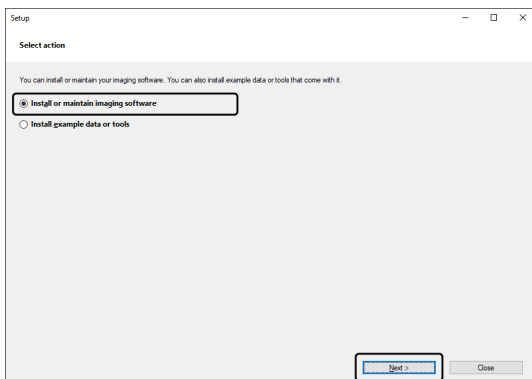 Setup
Select action
You can install or maintain your imaging software. You can also install example data or tools that come with it.
Install or maintain imaging software
Install example data or tools
Next >
Close